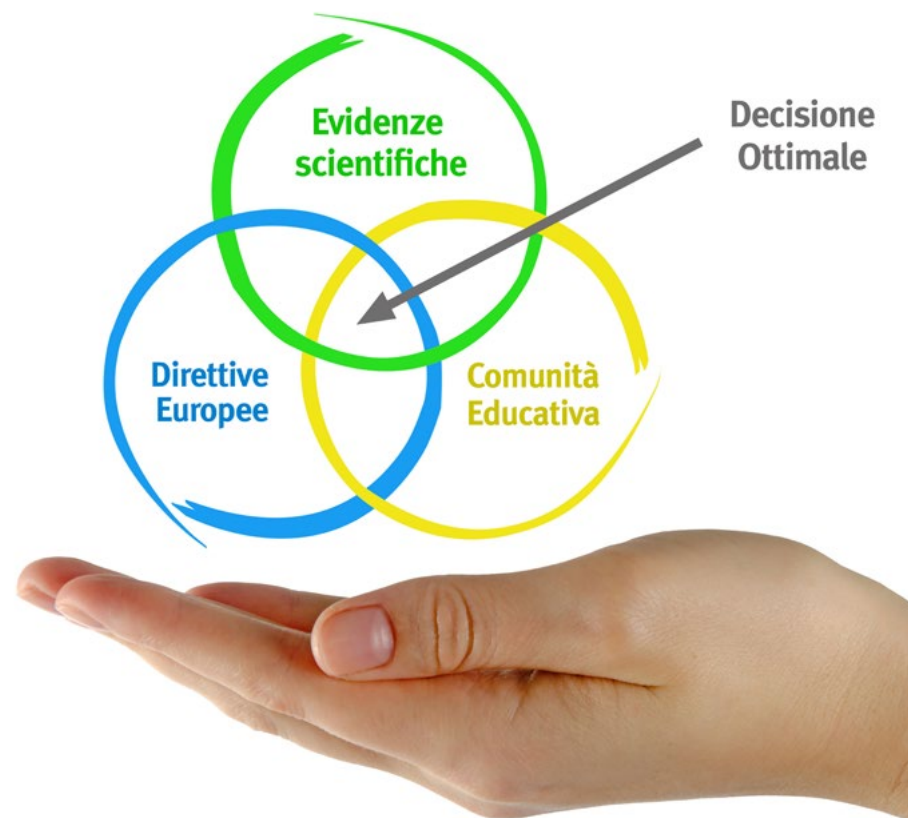 Evidenze
scientifiche
Decisione
Ottimale
Direttive
Europee
Comunità
Educativa